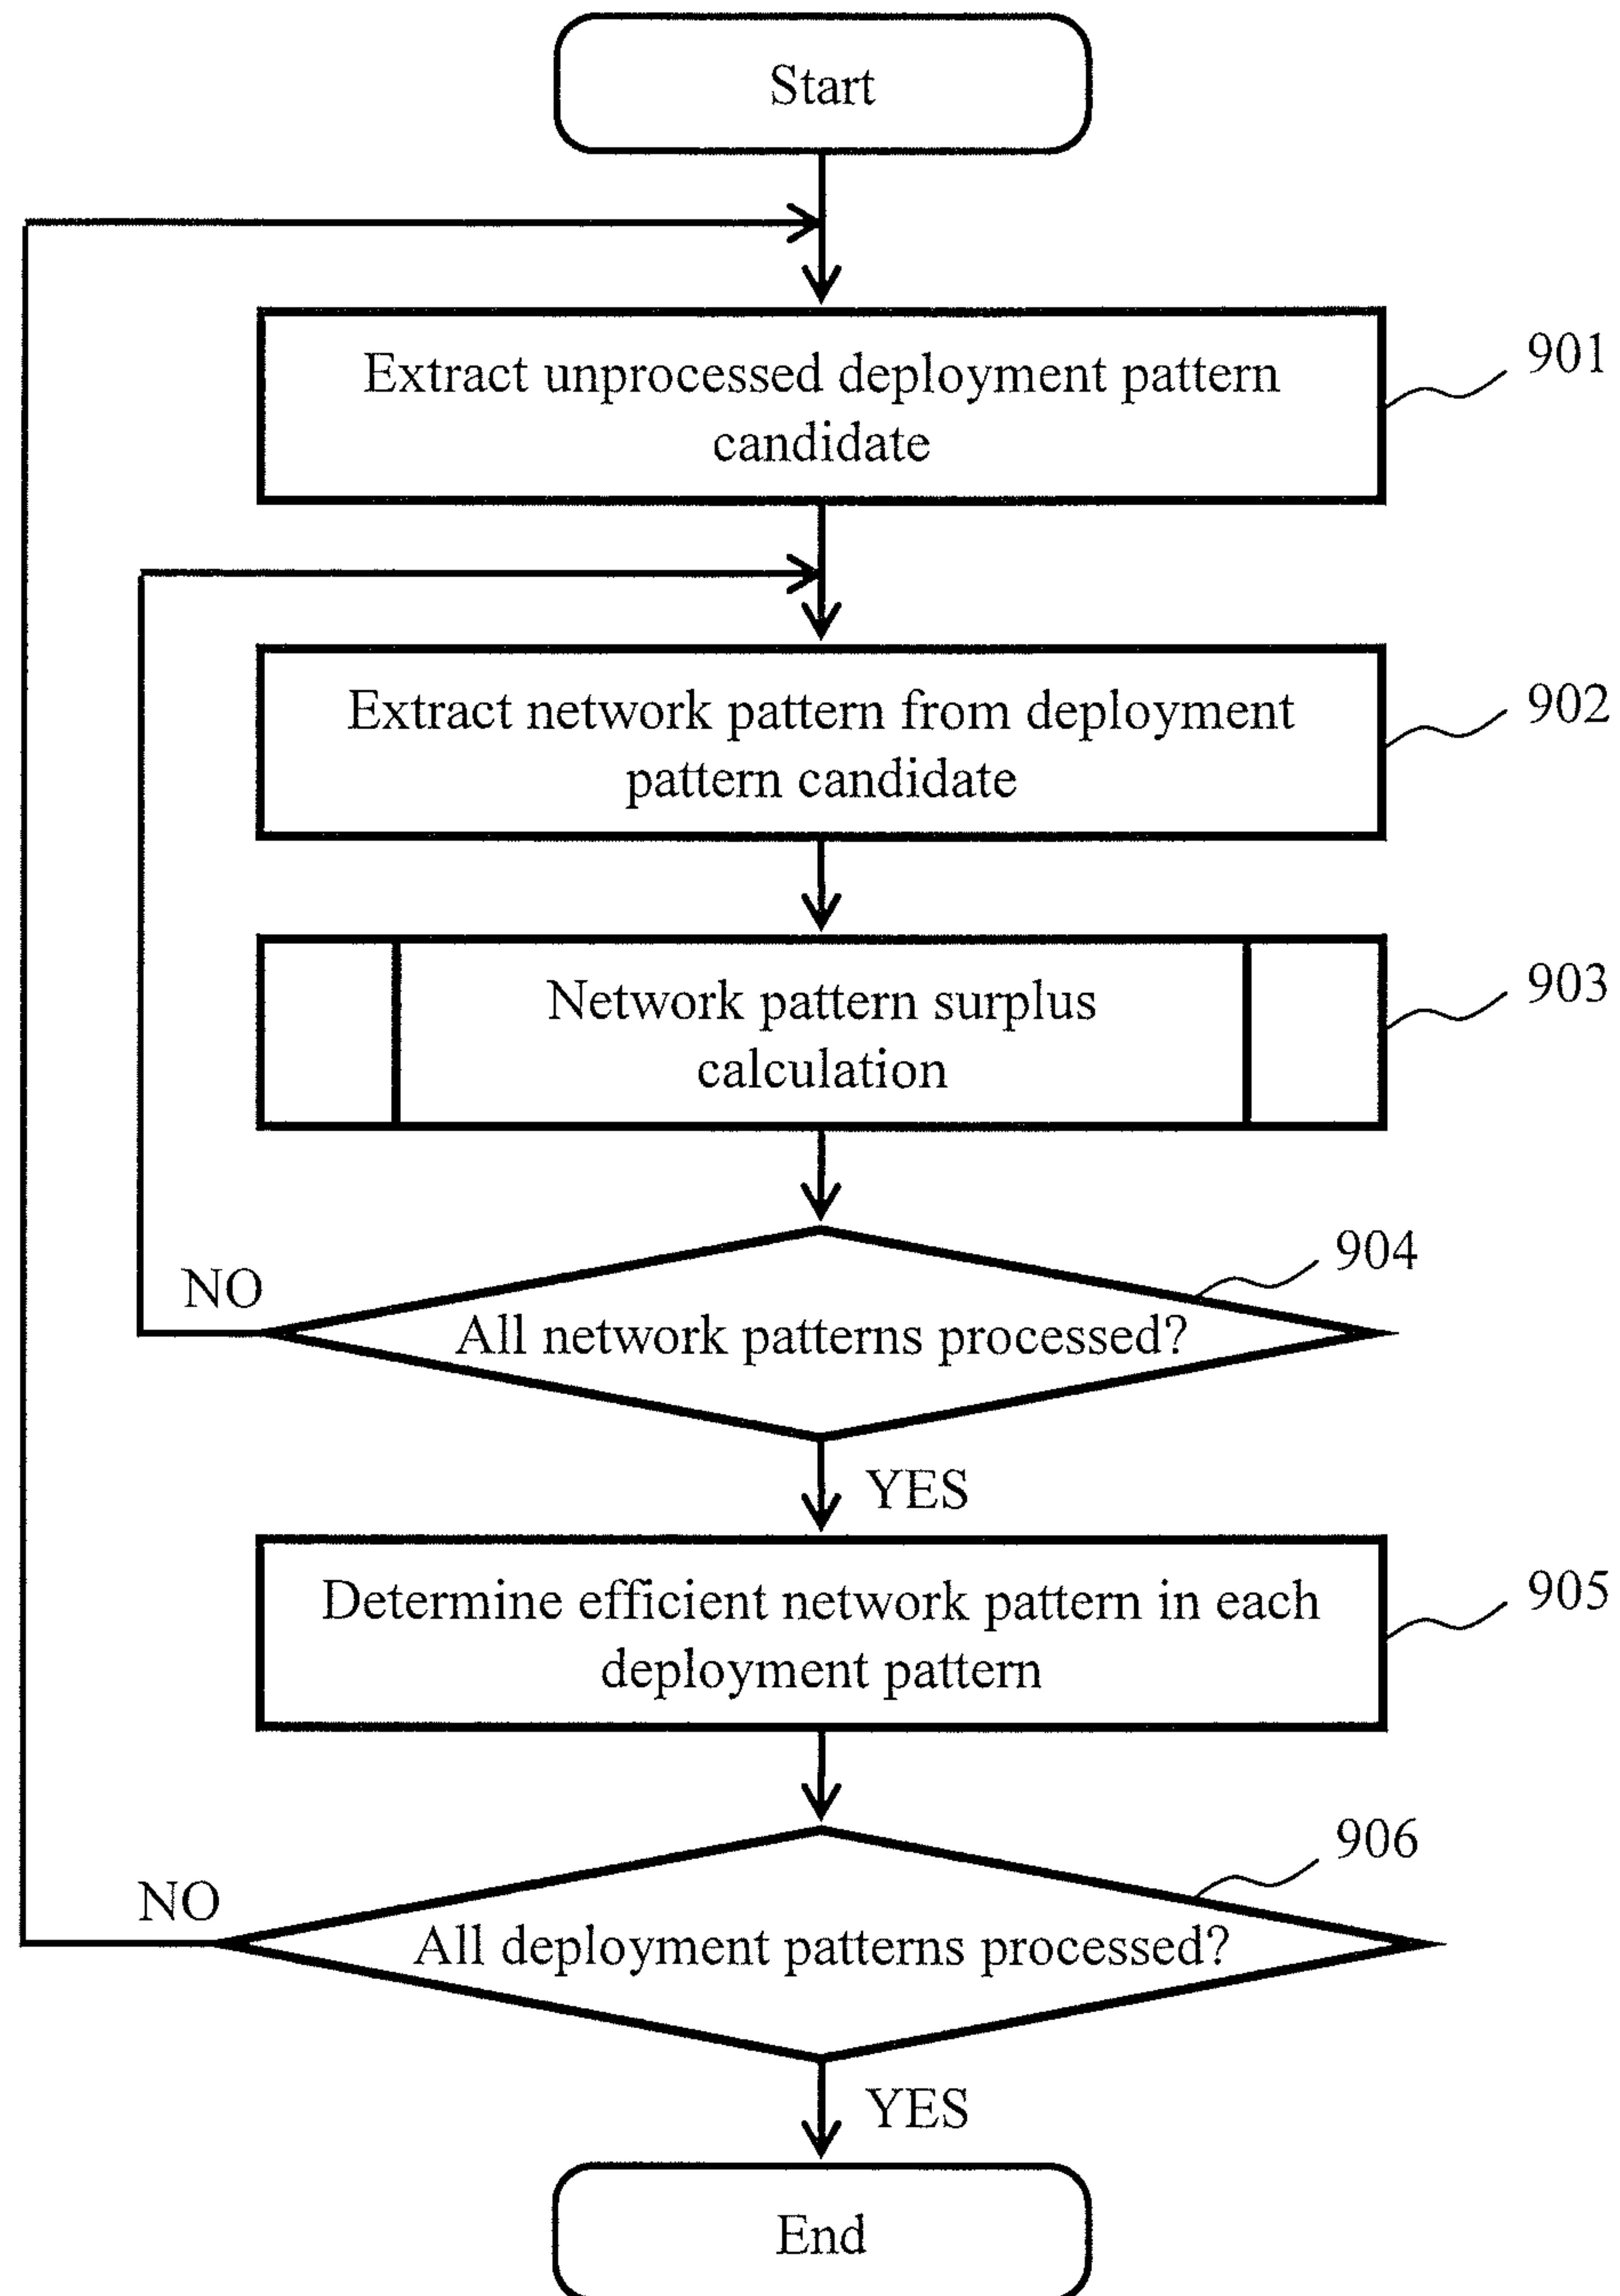 Start
Extract unprocessed deployment pattern
candidate
901
Extract network pattern from deployment
pattern candidate
902
Network pattern surplus
calculation
903
904
NO
All network patterns processed?
YES
Determine efficient network pattern in each
deployment pattern
905
906
NO
All deployment patterns processed?
YES
End